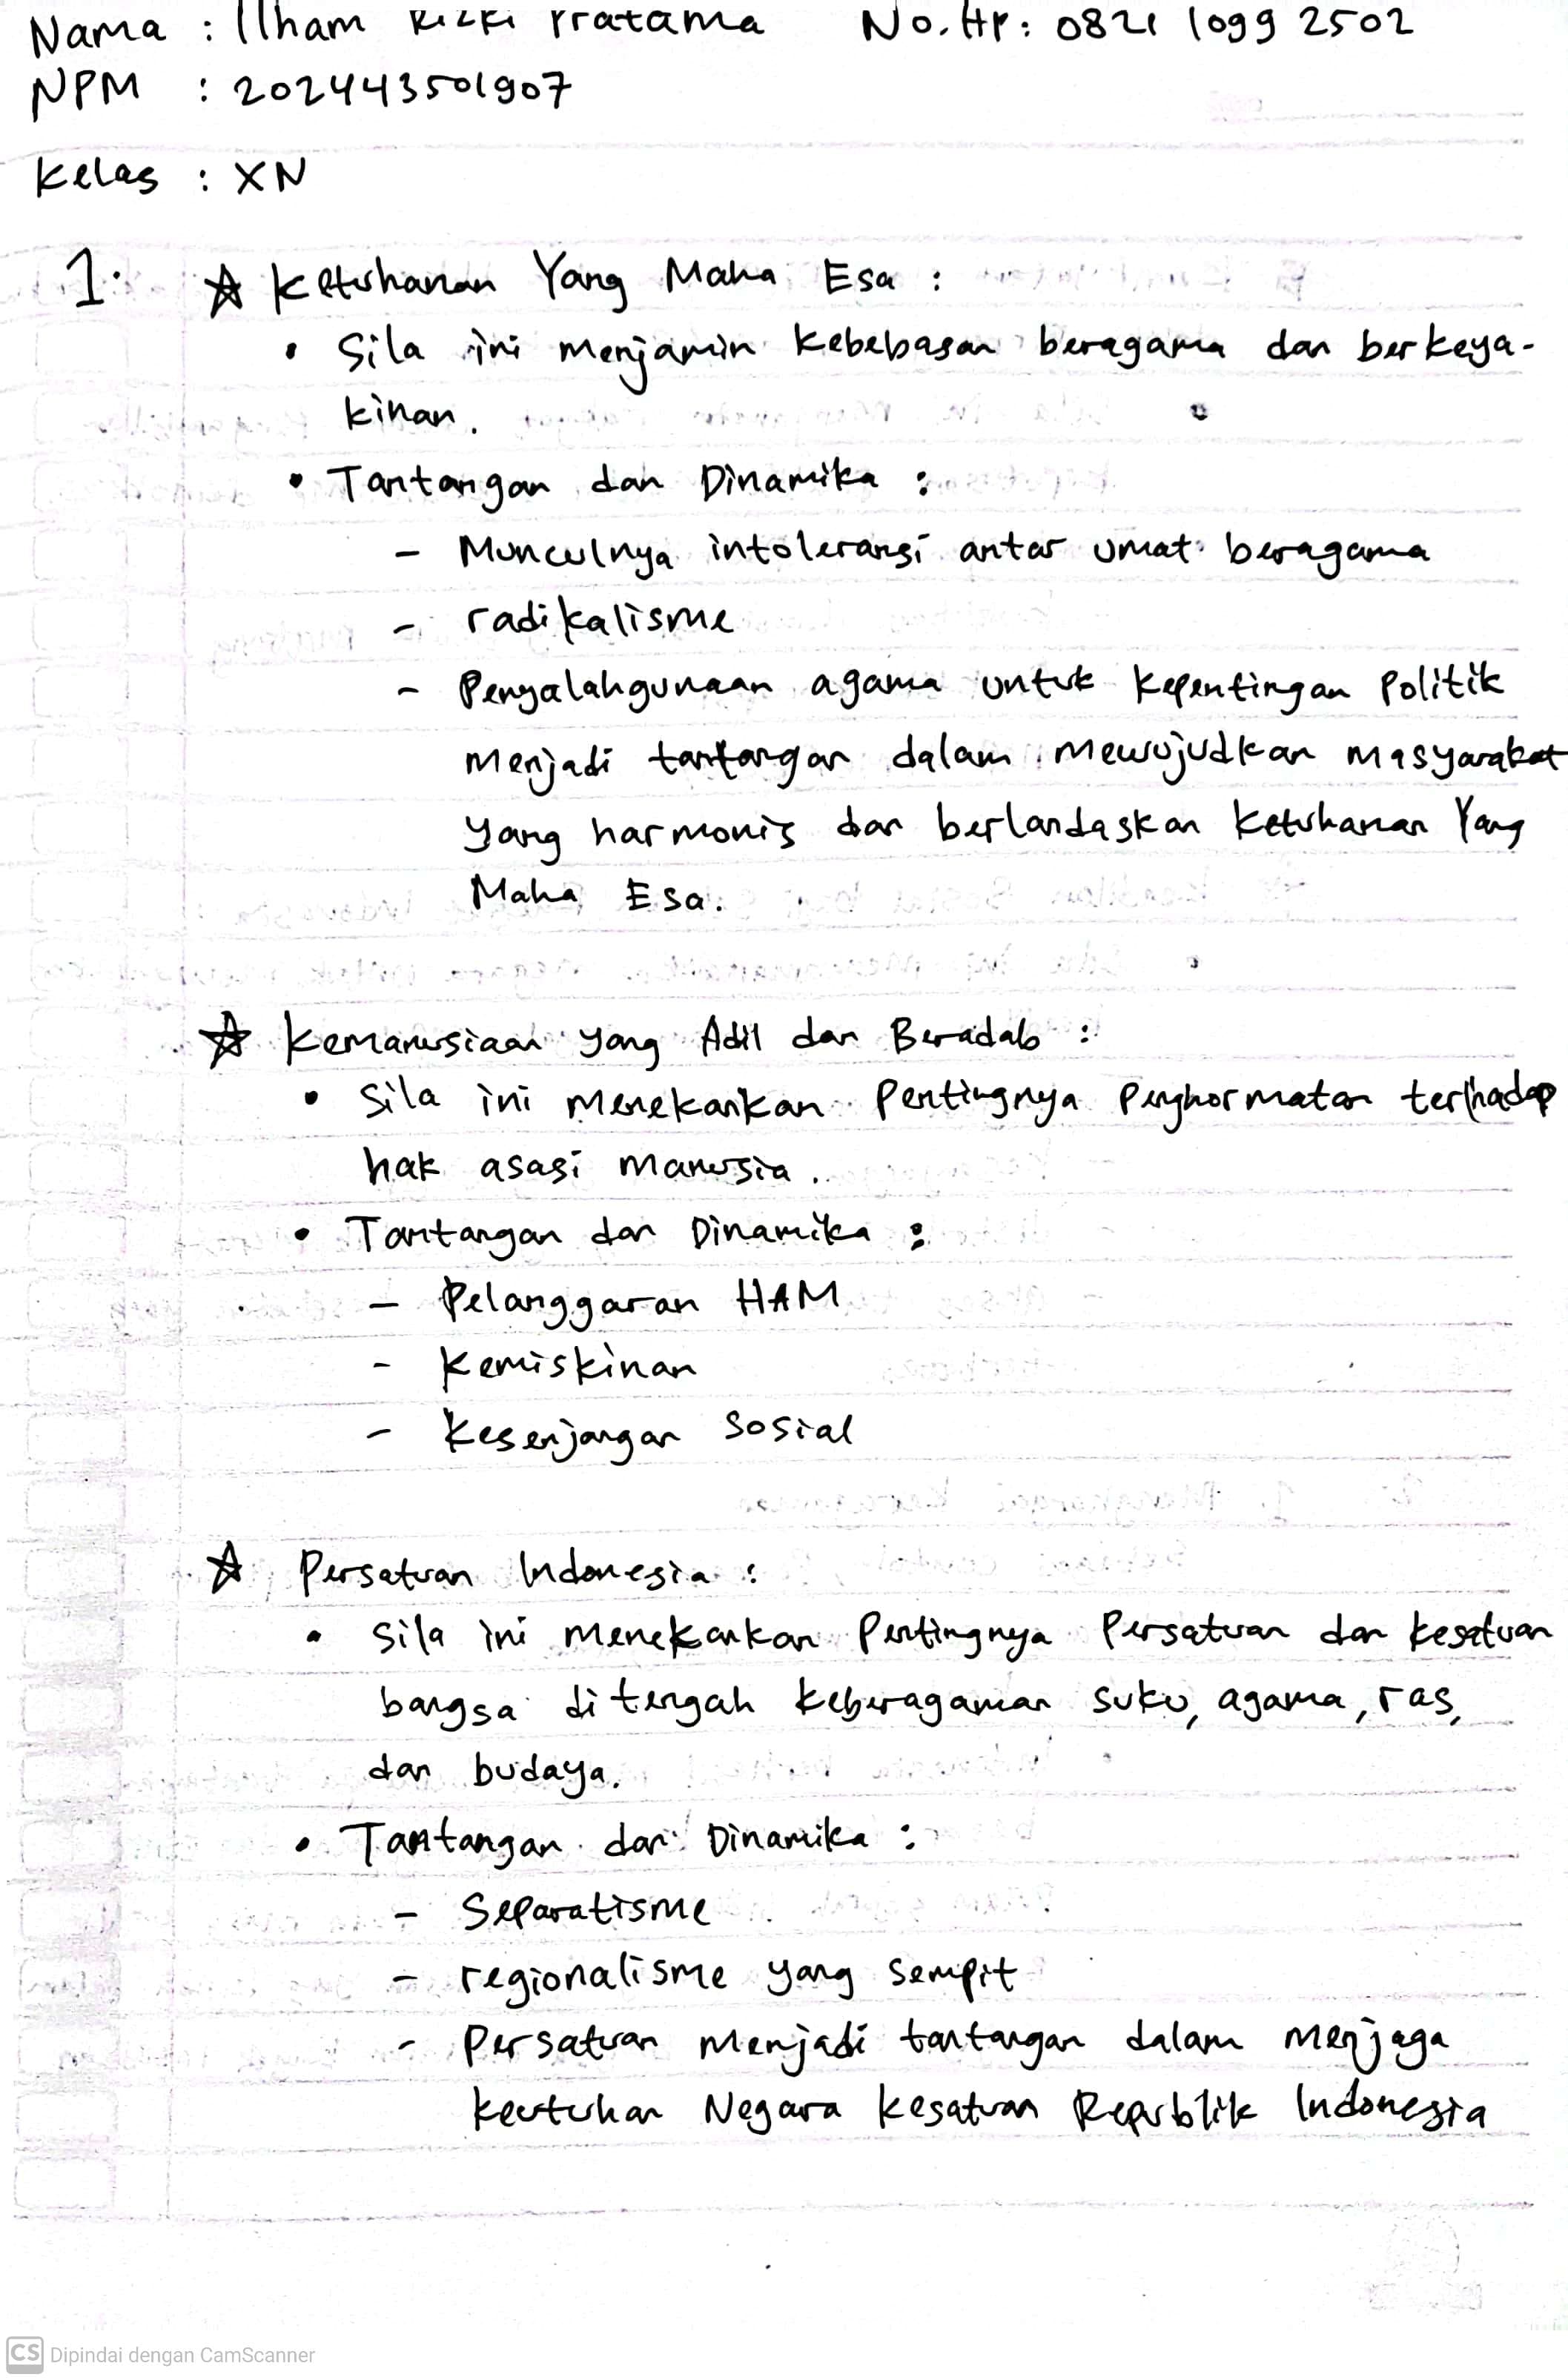 Nama : Ilham Rizki Pratama No. HP : 0821 1099 2502
NPM : 202443501907
Kelas : XN
1. ☆ Ketuhanan Yang Maha Esa :
• Sila ini menjamin kebebasan beragama dan berkeya-
kinan.
• Tantangan dan Dinamika :
- Munculnya intoleransi antar umat beragama
- radikalisme
- Penyalahgunaan agama untuk kepentingan Politik
menjadi tantangan dalam mewujudkan masyarakat
yang harmonis dan berlandaskan Ketuhanan Yang
Maha Esa.
☆ Kemanusiaan yang Adil dan Beradab :
• Sila ini menekankan Pentingnya Penghormatan terhadap
hak asasi manusia.
• Tantangan dan Dinamika :
- Pelanggaran HAM
- Kemiskinan
- Kesenjangan Sosial
☆ Persatuan Indonesia :
• Sila ini menekankan Pentingnya Persatuan dan kesatuan
bangsa di tengah keberagaman suku, agama, ras,
dan budaya.
• Tantangan dan Dinamika :
- Separatisme
- regionalisme yang sempit
- Persatuan menjadi tantangan dalam menjaga
keutuhan Negara Kesatuan Republik Indonesia
CS Dipindai dengan CamScanner